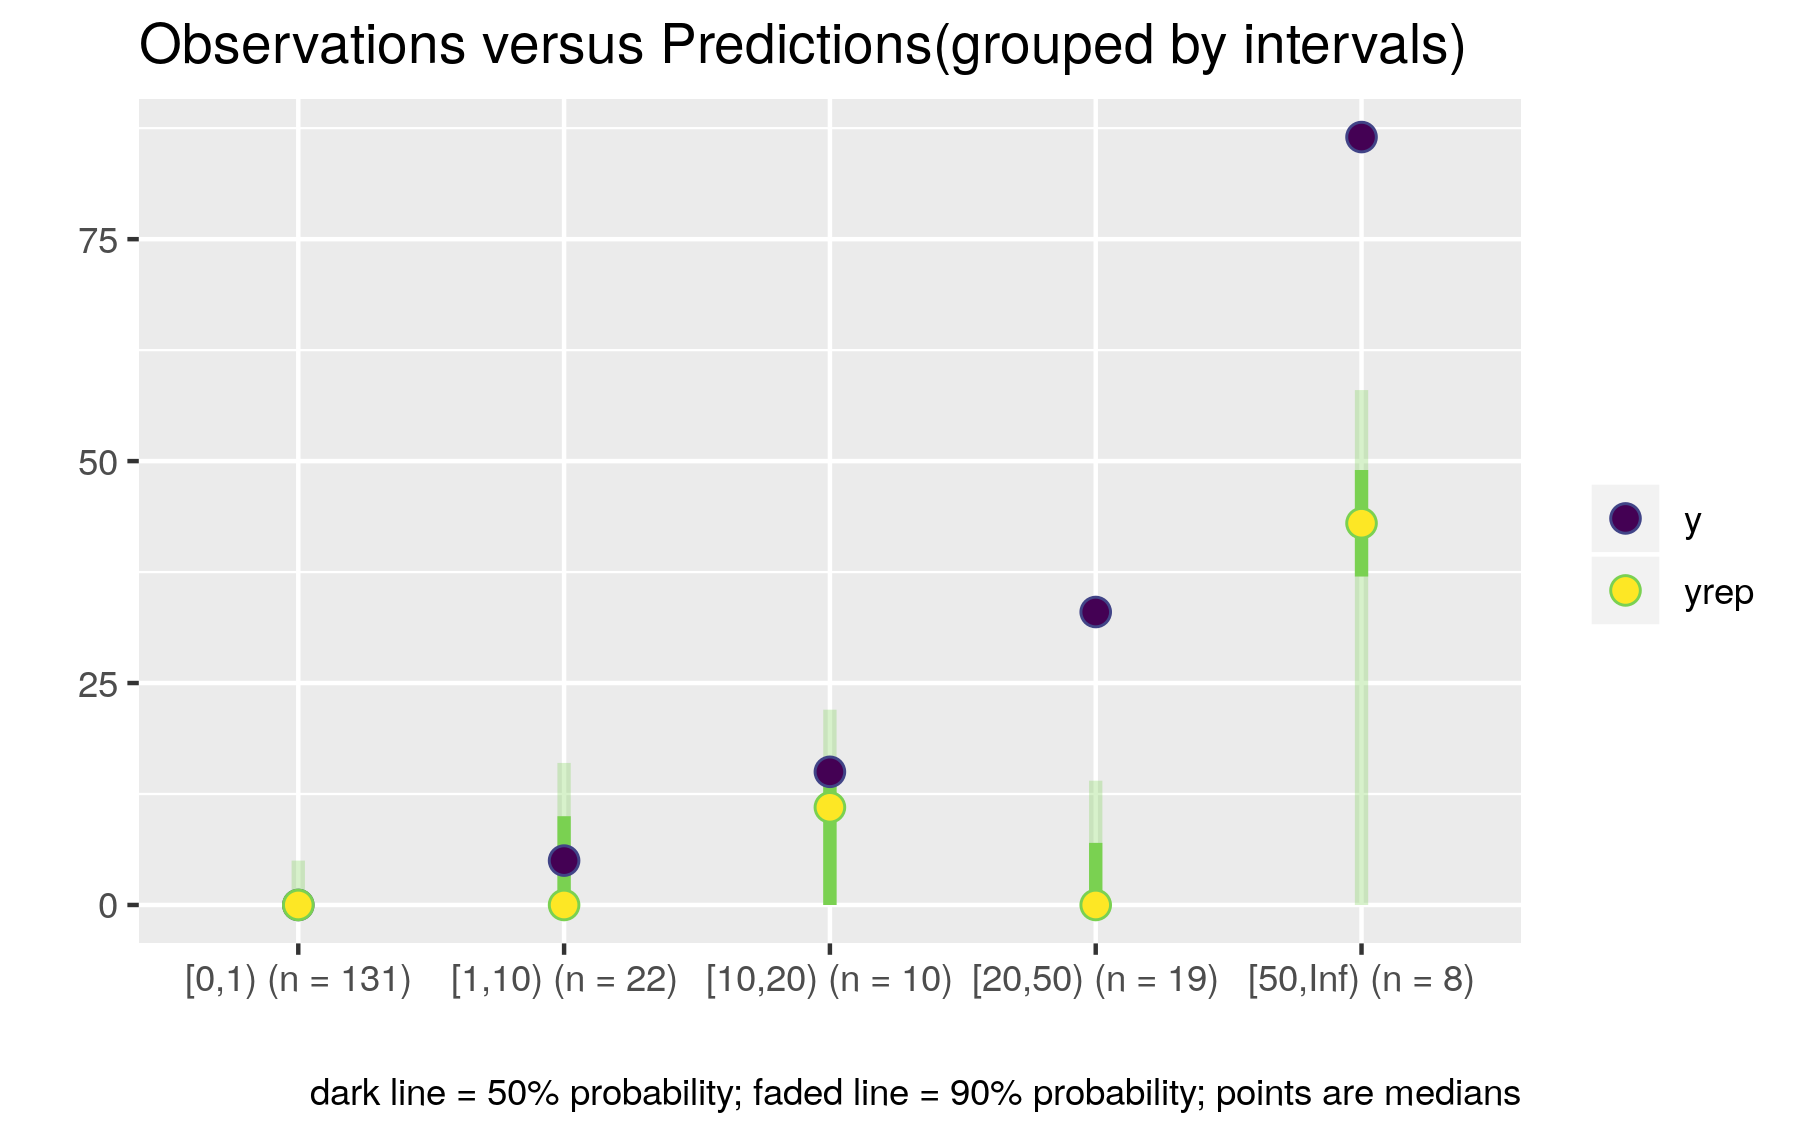 Observations versus Predictions(grouped by intervals)
75
50
25
0
y
yrep
[0,1) (n = 131) [1,10) (n = 22) [10,20) (n = 10) [20,50) (n = 19) [50,Inf) (n = 8)
dark line = 50% probability; faded line = 90% probability; points are medians